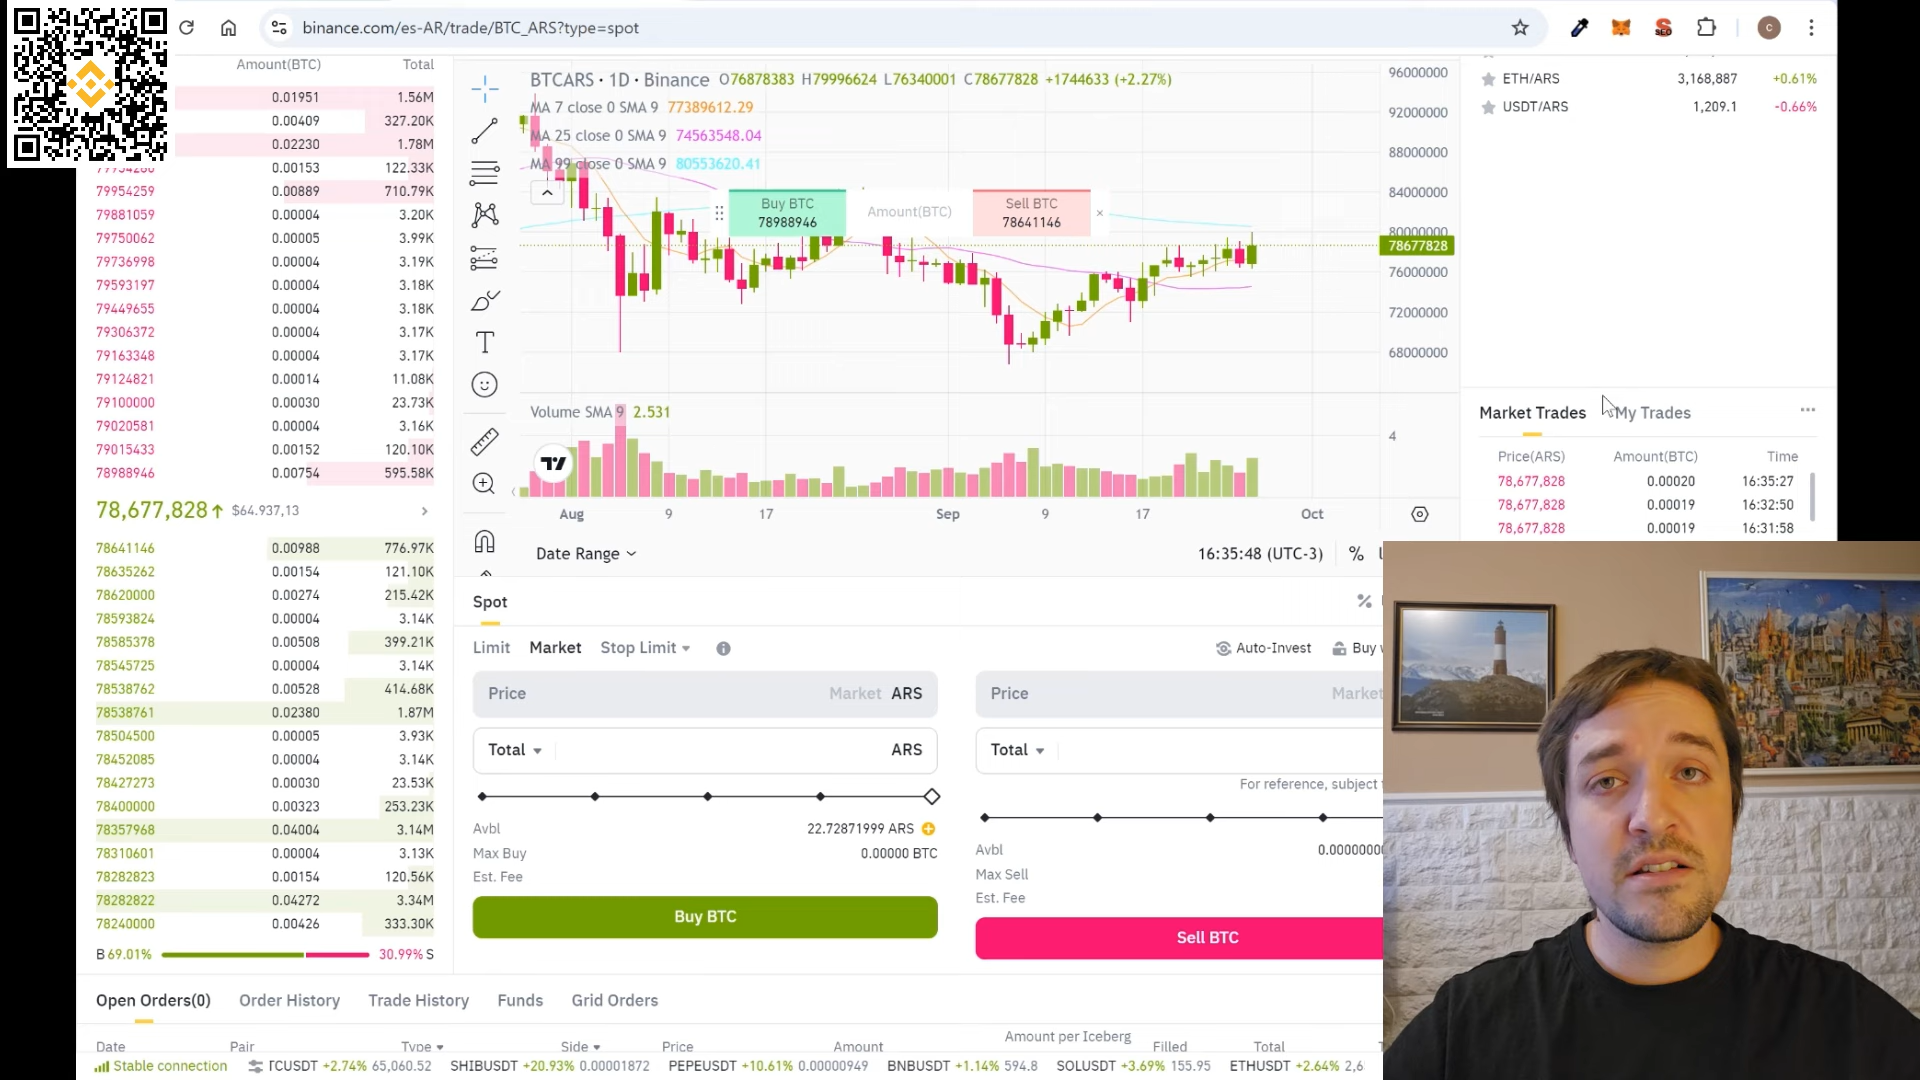 binance.com/es-AR/trade/BTC_ARS?type=spot
SEO
C
Amount(BTC) Total
0.01951 1.56M
0.00409 327.20K
0.02230 1.78M
0.00153 122.33K
79954259 0.00889 710.79K
79881059 0.00004 3.20K
79750062 0.00005 3.99K
79736998 0.00004 3.19K
79593197 0.00004 3.18K
79449655 0.00004 3.18K
79306372 0.00004 3.17K
79163348 0.00004 3.17K
79124821 0.00014 11.08K
79100000 0.00030 23.73K
79020581 0.00004 3.16K
79015433 0.00152 120.10K
78988946 0.00754 595.58K
78,677,828↑ $64.937,13
78641146 0.00988 776.97K
78635262 0.00154 121.10K
78620000 0.00274 215.42K
78593824 0.00004 3.14K
78585378 0.00508 399.21K
78545725 0.00004 3.14K
78538762 0.00528 414.68K
78538761 0.02380 1.87M
78504500 0.00005 3.93K
78452085 0.00004 3.14K
78427273 0.00030 23.53K
78400000 0.00323 253.23K
78357968 0.04004 3.14M
78310601 0.00004 3.13K
78282823 0.00154 120.56K
78282822 0.04272 3.34M
78240000 0.00426 333.30K
B 69.01% 30.99% S
BTCARS · 1D · Binance O76878383 H79996624 L76340001 C78677828 +1744633 (+2.27%)
MA 7 close 0 SMA 9 77389612.29
MA 25 close 0 SMA 9 74563548.04
MA 99 close 0 SMA 9 80553620.41
Buy BTC
78988946
Amount(BTC)
Sell BTC
78641146
96000000
92000000
88000000
84000000
80000000
78677828
76000000
72000000
68000000
Volume SMA 9 2.531
4
Aug 9 17 Sep 9 17 Oct
Date Range 16:35:48 (UTC-3) %
ETH/ARS 3,168,887 +0.61%
USDT/ARS 1,209.1 -0.66%
Market Trades My Trades
Price(ARS) Amount(BTC) Time
78,677,828 0.00020 16:35:27
78,677,828 0.00019 16:32:50
78,677,828 0.00019 16:31:58
Spot
Limit Market Stop Limit Auto-Invest Buy
Price Market ARS
Total ARS
Avbl 22.72871999 ARS
Max Buy 0.00000 BTC
Est. Fee
Buy BTC
Price Market
Total
For reference, subject
Avbl 0.0000000
Max Sell
Est. Fee
Sell BTC
Open Orders(0) Order History Trade History Funds Grid Orders
Date Pair Type Side Price Amount Amount per Iceberg Filled Total
Stable connection TCUSDT +2.74% 65,060.52 SHIBUSDT +20.93% 0.00001872 PEPEUSDT +10.61% 0.00000949 BNBUSDT +1.14% 594.8 SOLUSDT +3.69% 155.95 ETHUSDT +2.64% 2,6